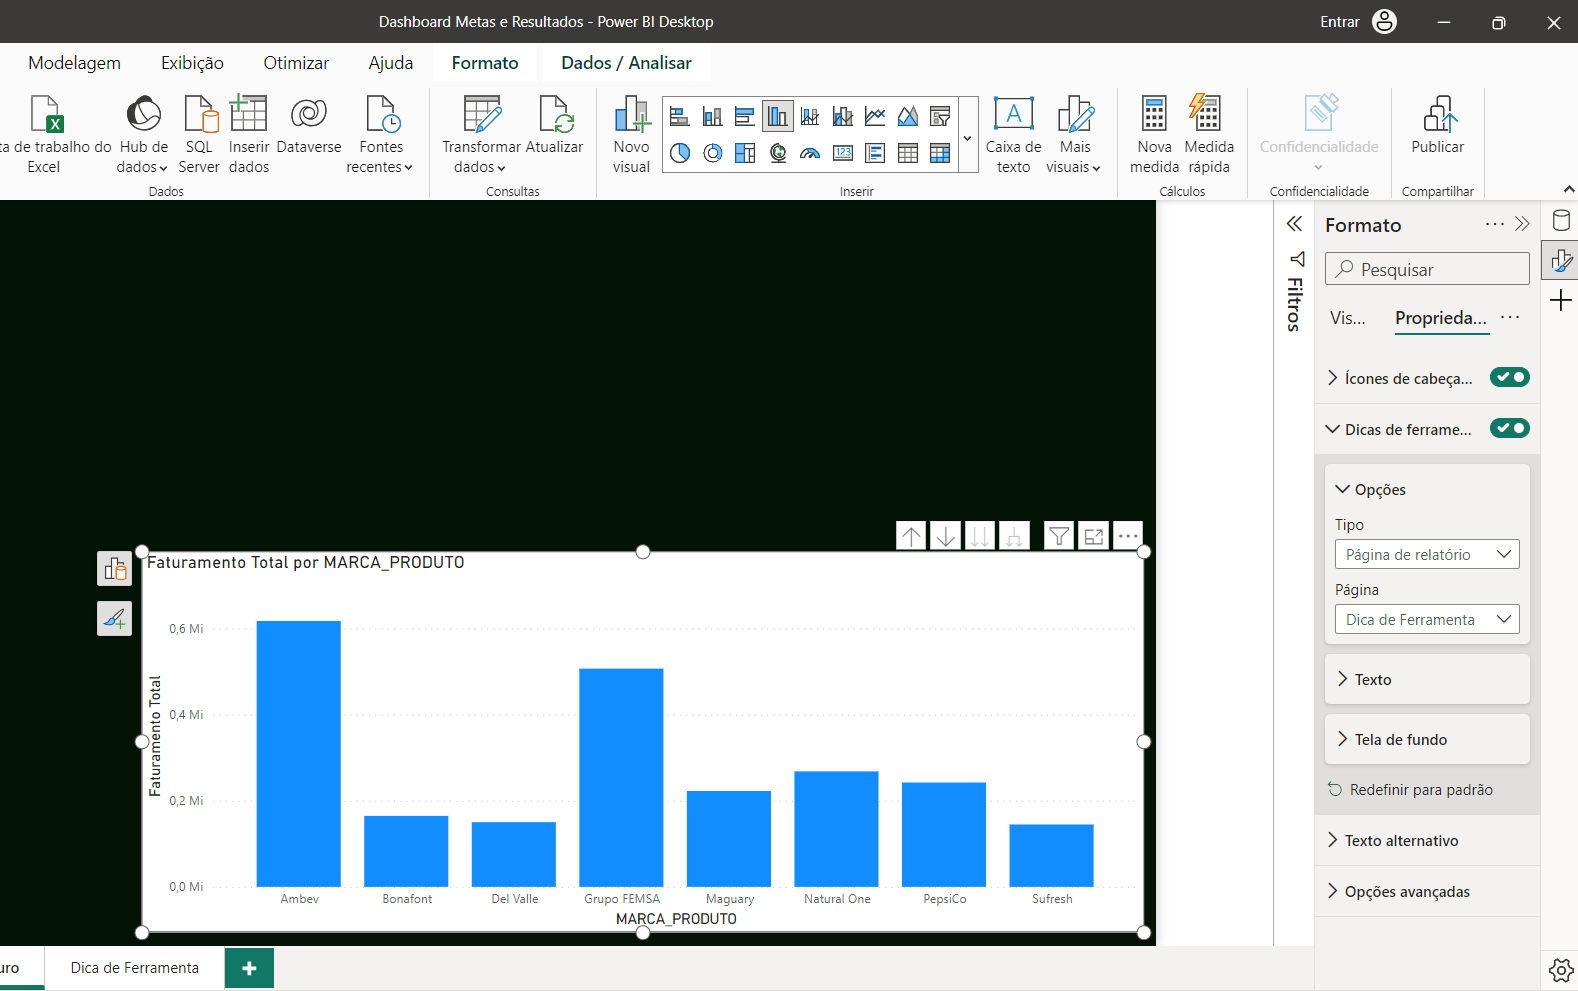 Dashboard Metas e Resultados - Power BI Desktop
Entrar
Modelagem
Exibição
Otimizar
Ajuda
Formato
Dados / Analisar
ta de trabalho do
Excel
Hub de
dados
SQL
Server
Inserir
dados
Dataverse
Fontes
recentes
Dados
Transformar
dados
Atualizar
Consultas
Novo
visual
123
A
Caixa de
texto
Mais
visuais
Inserir
Nova
medida
Medida
rápida
Cálculos
Confidencialidade
Confidencialidade
Publicar
Compartilhar
Filtros
Formato
Pesquisar
Vis...
Proprieda...
Ícones de cabeça...
Dicas de ferrame...
Opções
Tipo
Página de relatório
Página
Dica de Ferramenta
Texto
Tela de fundo
Redefinir para padrão
Texto alternativo
Opções avançadas
Faturamento Total por MARCA_PRODUTO
Faturamento Total
0,6 Mi
0,4 Mi
0,2 Mi
0,0 Mi
Ambev
Bonafont
Del Valle
Grupo FEMSA
Maguary
Natural One
PepsiCo
Sufresh
MARCA_PRODUTO
uro
Dica de Ferramenta